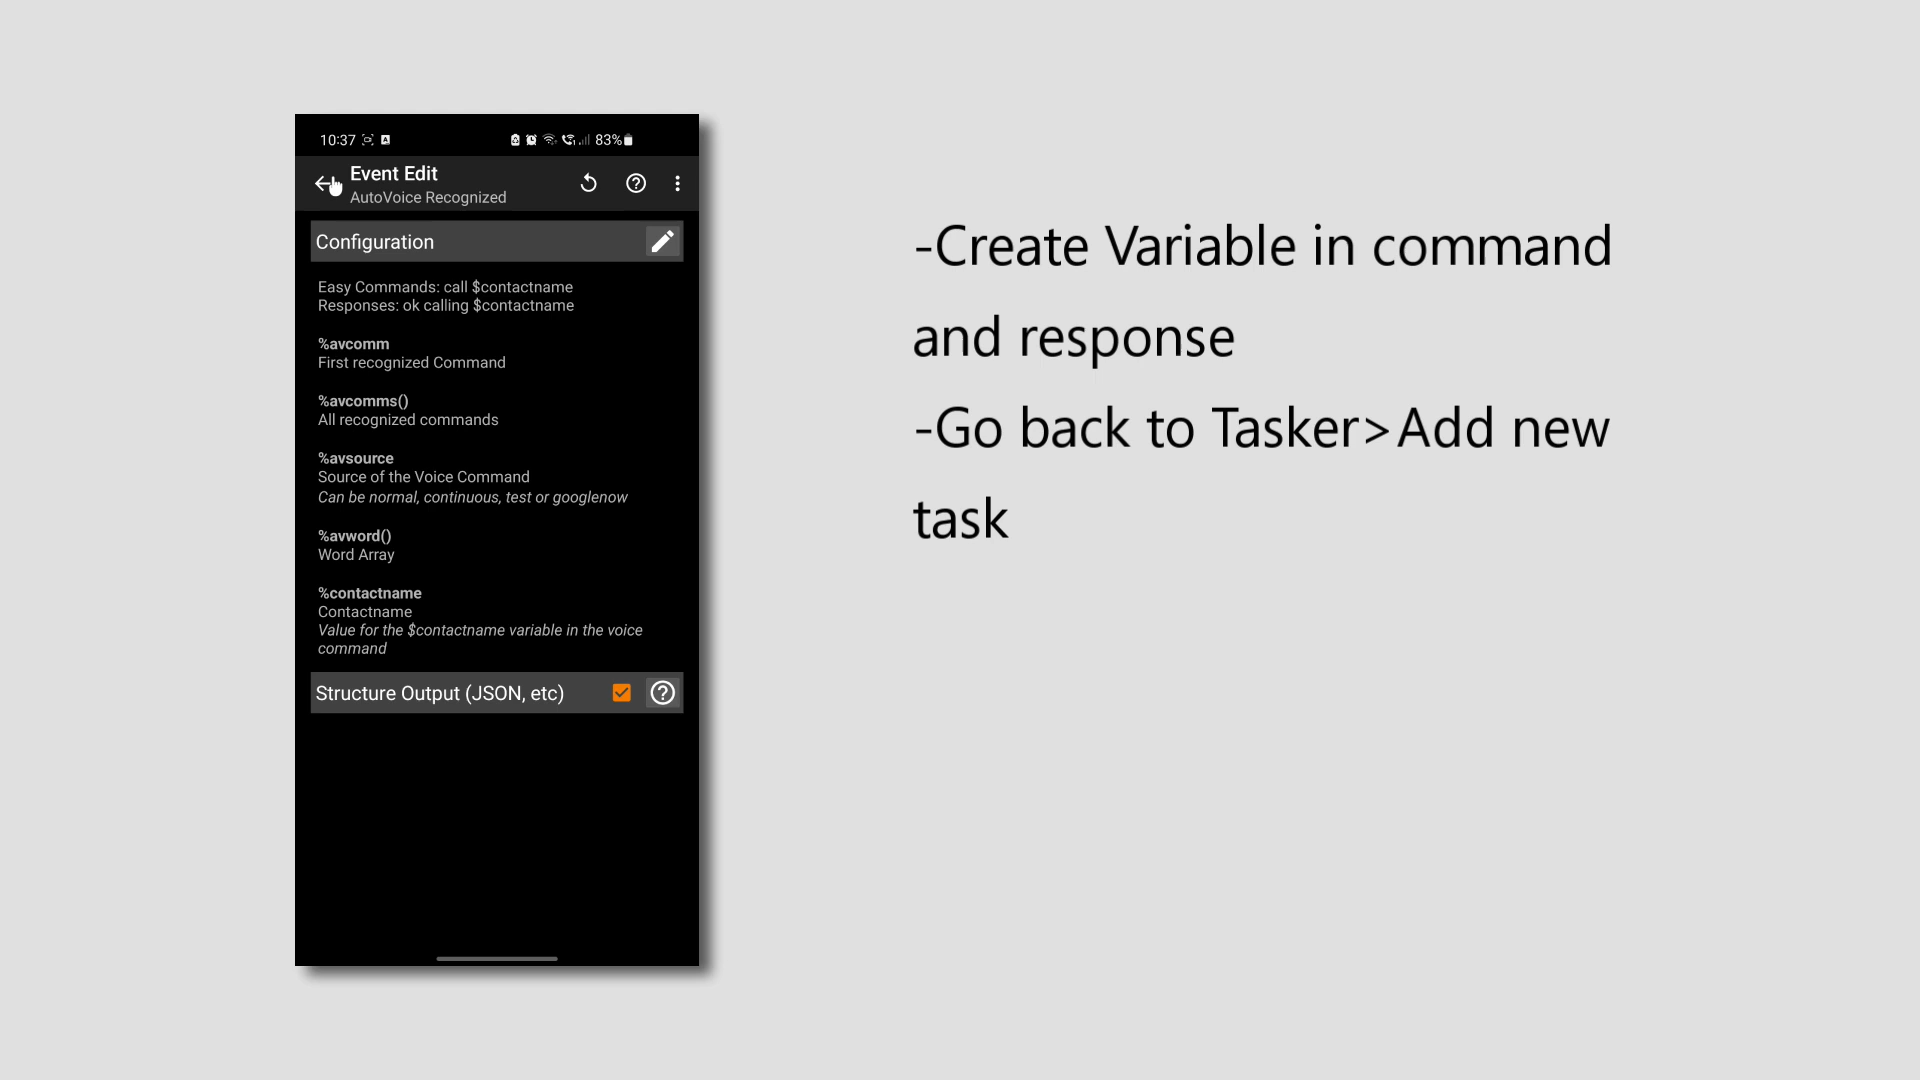 10:37
83%
Event Edit
AutoVoice Recognized
Configuration
Easy Commands: call $contactname
Responses: ok calling $contactname
%avcomm
First recognized Command
%avcomms()
All recognized commands
%avsource
Source of the Voice Command
Can be normal, continuous, test or googlenow
%avword()
Word Array
%contactname
Contactname
Value for the $contactname variable in the voice
command
Structure Output (JSON, etc)
-Create Variable in command
and response
-Go back to Tasker>Add new
task